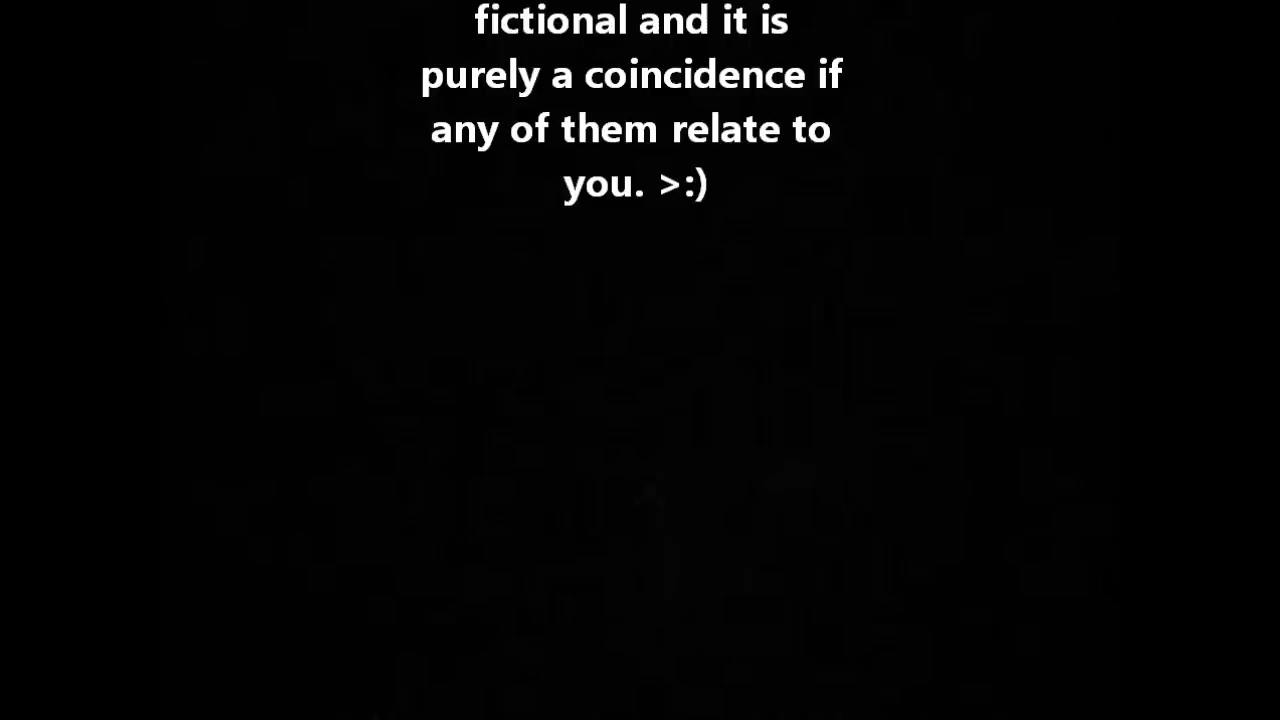 fictional and it is
purely a coincidence if
any of them relate to
you. >:)